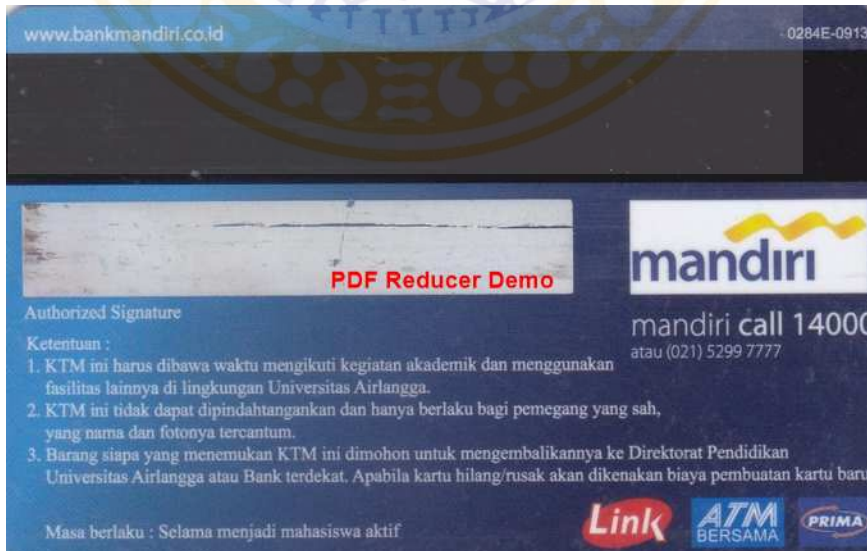 www.bankmandiri.co.id
0284E-0913
PDF Reducer Demo
mandiri
Authorized Signature
mandiri call 14000
atau (021) 5299 7777
Ketentuan :
1. KTM ini harus dibawa waktu mengikuti kegiatan akademik dan menggunakan
fasilitas lainnya di lingkungan Universitas Airlangga.
2. KTM ini tidak dapat dipindahtangankan dan hanya berlaku bagi pemegang yang sah,
yang nama dan fotonya tercantum.
3. Barang siapa yang menemukan KTM ini dimohon untuk mengembalikannya ke Direktorat Pendidikan
Universitas Airlangga atau Bank terdekat. Apabila kartu hilang/rusak akan dikenakan biaya pembuatan kartu baru
Masa berlaku : Selama menjadi mahasiswa aktif
Link
ATM
BERSAMA
PRIMA